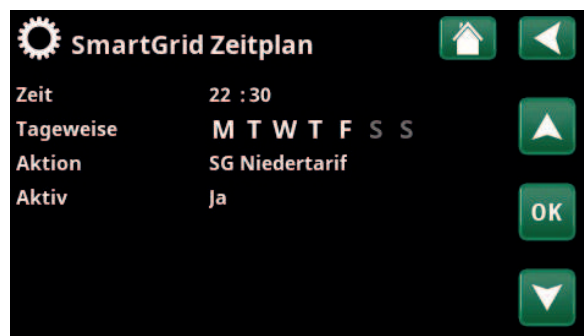 SmartGrid Zeitplan
Zeit 22 :30
Tageweise M T W T F S S
Aktion SG Niedertarif
Aktiv Ja
OK